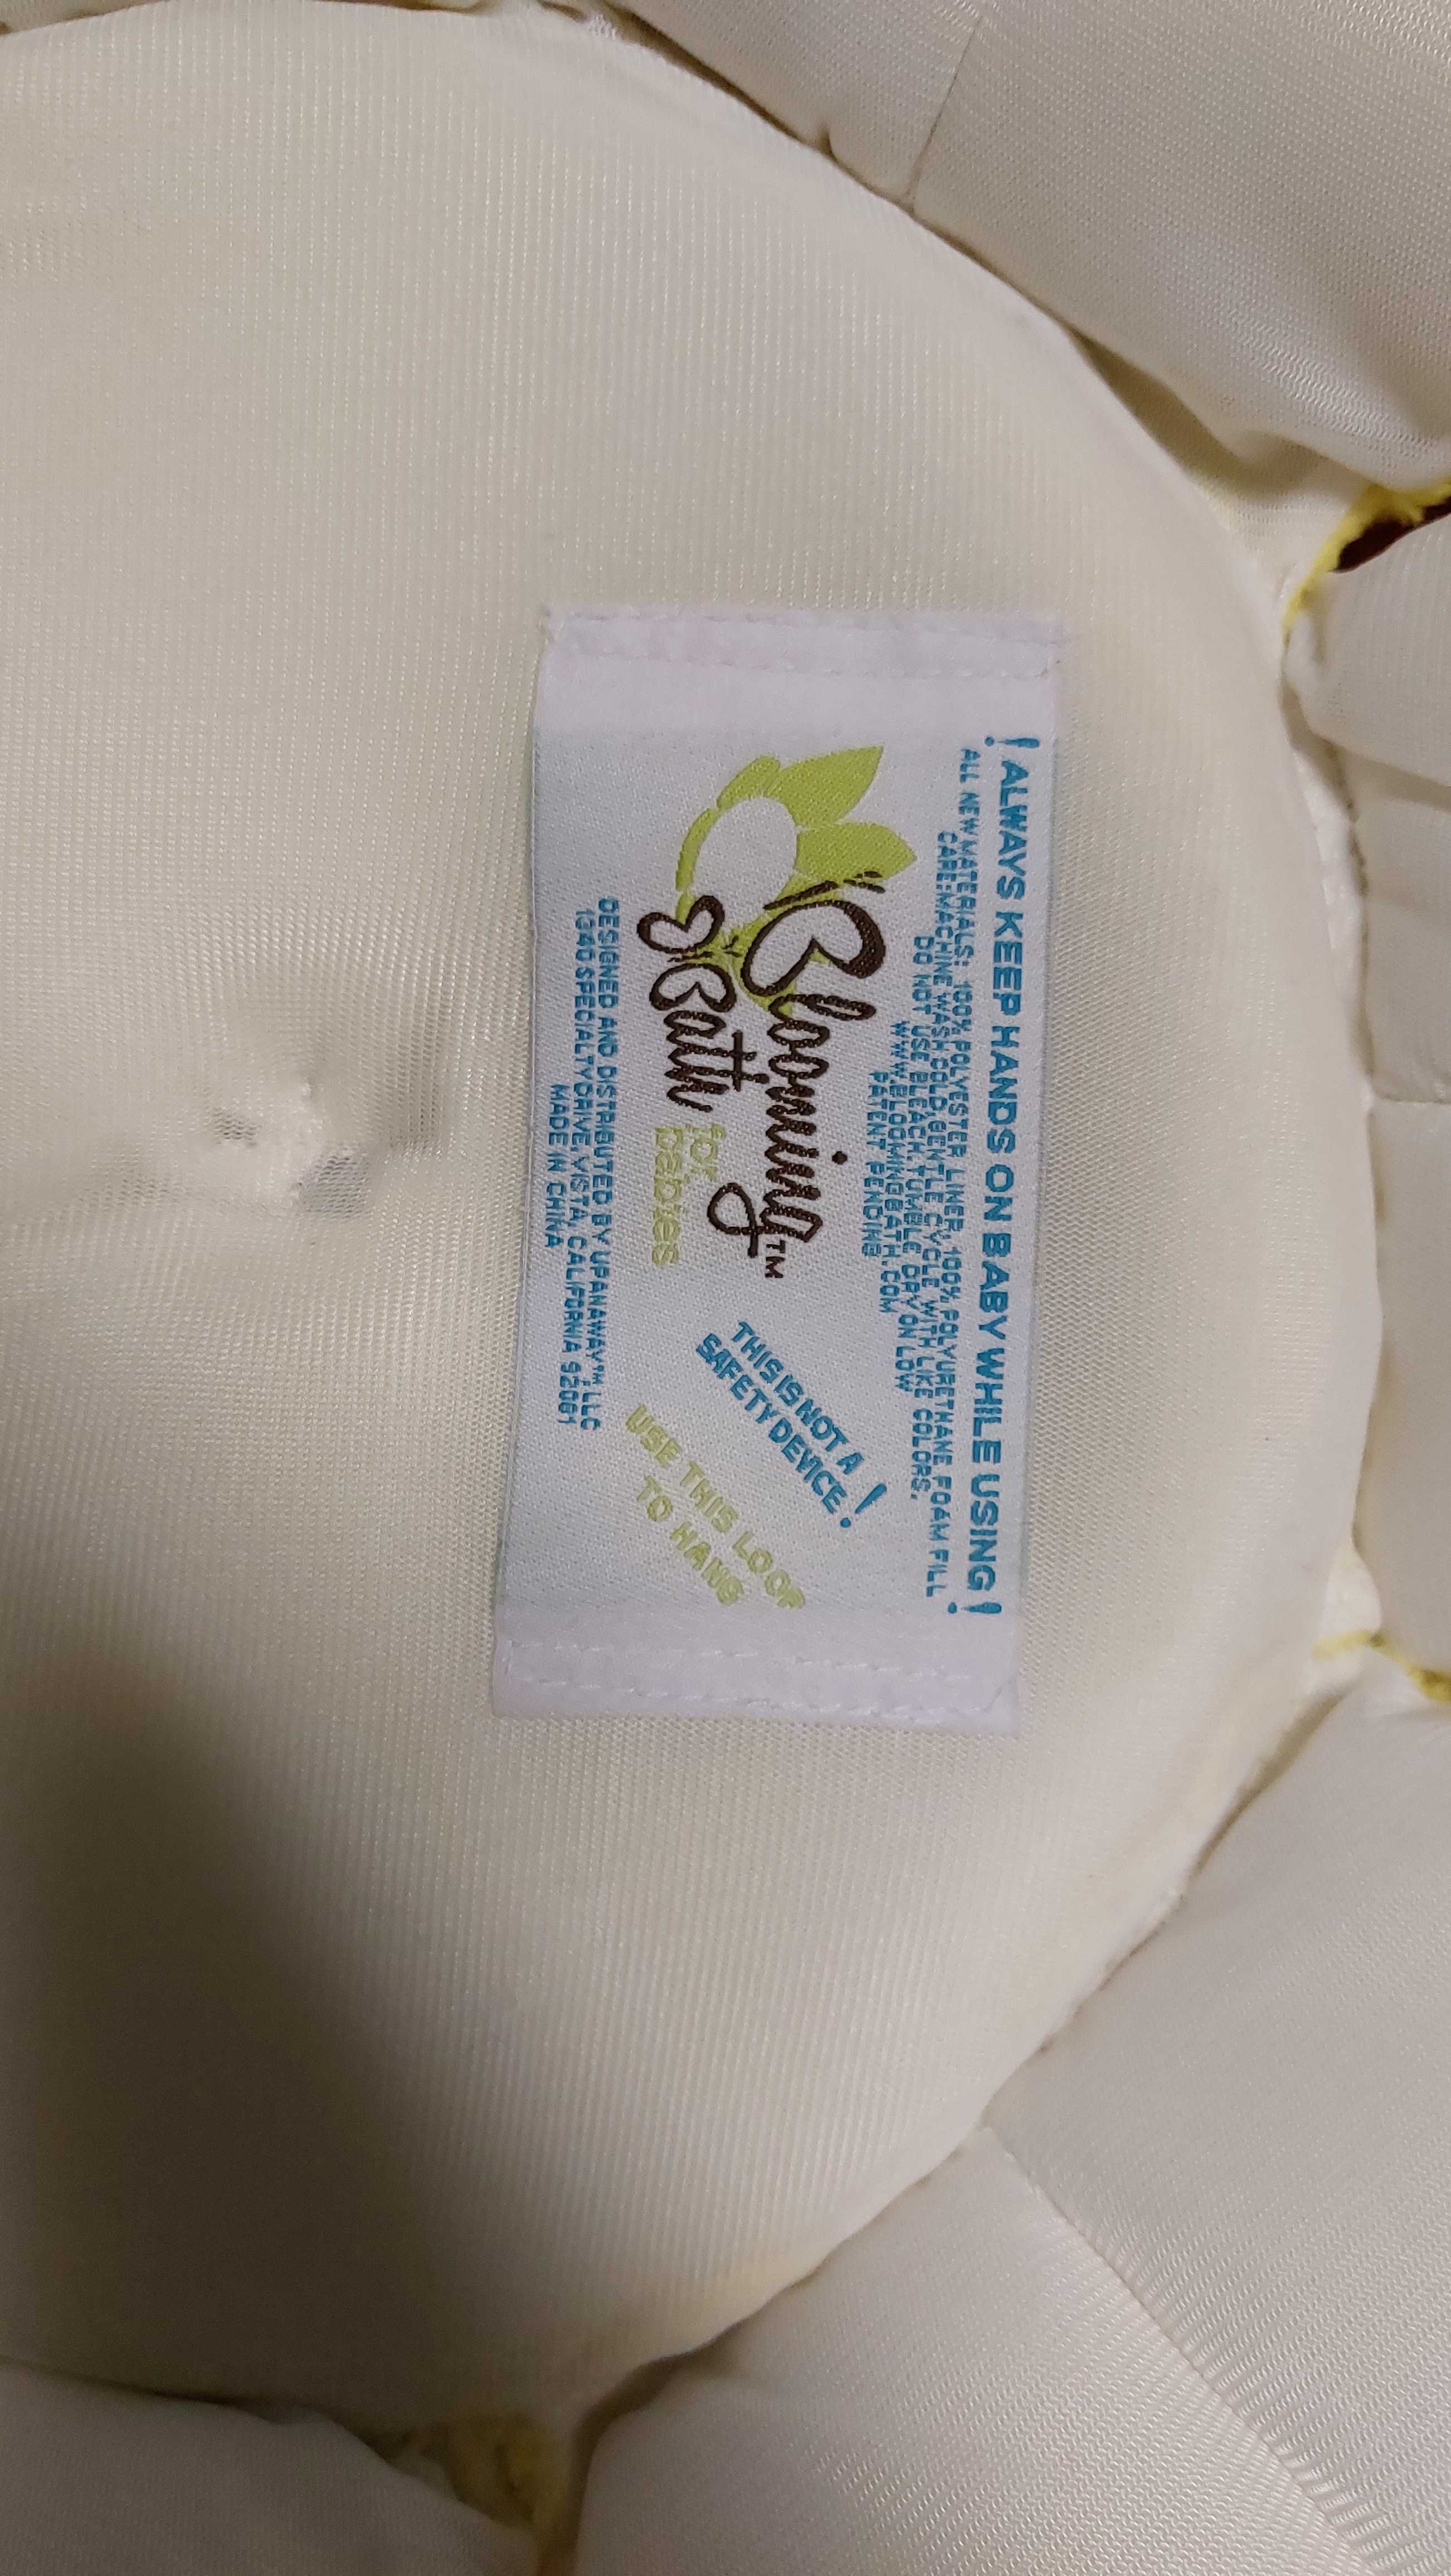 ! ALWAYS KEEP HANDS ON BABY WHILE USING !
ALL NEW MATERIALS: 100% POLYESTER LINER, 100% POLYURETHANE FOAM FILL
CARE: MACHINE WASH COLD, GENTLE CYCLE WITH LIKE COLORS.
DO NOT USE BLEACH. TUMBLE DRY ON LOW
WWW.BLOOMINGBATH.COM
PATENT PENDING
Blooming™
Bath for babies
THIS IS NOT A
SAFETY DEVICE !
USE THIS LOOP
TO HANG
DESIGNED AND DISTRIBUTED BY UPANAWAY™, LLC
1340 SPECIALTY DRIVE, VISTA, CALIFORNIA 92081
MADE IN CHINA